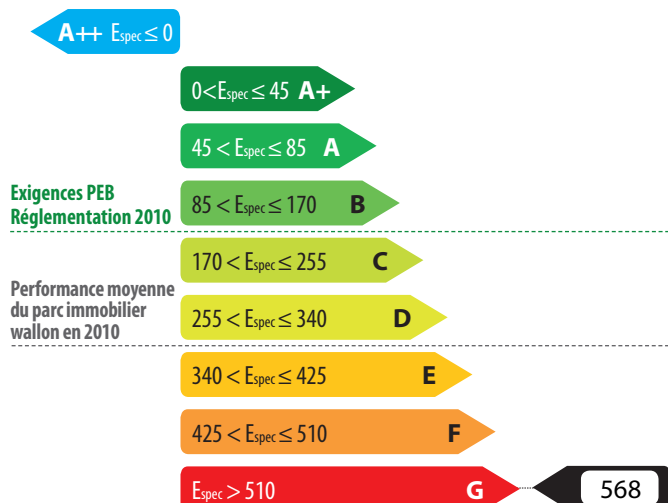 A++ Espec ≤ 0
0<Espec ≤ 45 A+
45 < Espec ≤ 85 A
Exigences PEB
Réglementation 2010
85 < Espec ≤ 170 B
170 < Espec ≤ 255 C
Performance moyenne
du parc immobilier
wallon en 2010
255 < Espec ≤ 340 D
340 < Espec ≤ 425 E
425 < Espec ≤ 510 F
Espec > 510 G 568